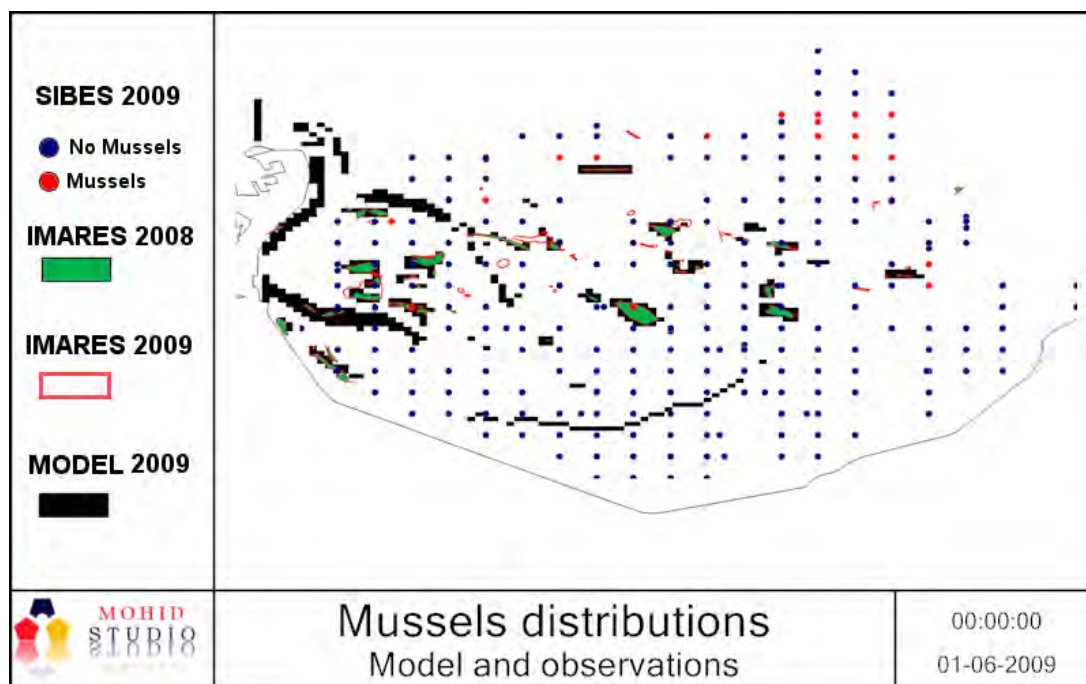 SIBES 2009
No Mussels
Mussels
IMARES 2008
IMARES 2009
MODEL 2009
MOHID
STUDIO
Mussels distributions
Model and observations
00:00:00
01-06-2009